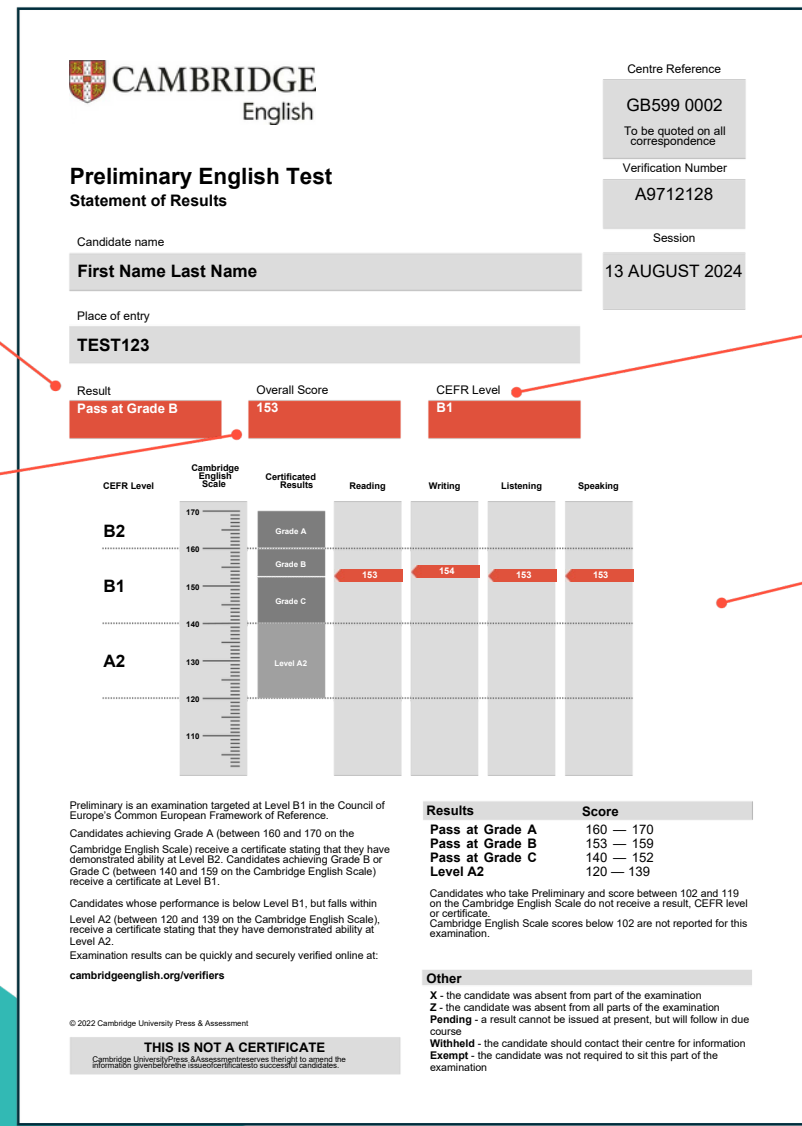 CAMBRIDGE
English
Centre Reference
GB599 0002
To be quoted on all
correspondence
Verification Number
A9712128
Session
13 AUGUST 2024
Preliminary English Test
Statement of Results
Candidate name
First Name Last Name
Place of entry
TEST123
Result
Pass at Grade B
Overall Score
153
CEFR Level
B1
CEFR Level
Cambridge
English
Scale
Certificated
Results
Reading
Writing
Listening
Speaking
170
B2
Grade A
160
Grade B
153
154
153
153
B1
150
Grade C
140
A2
130
Level A2
120
110
Preliminary is an examination targeted at Level B1 in the Council of
Europe's Common European Framework of Reference.
Candidates achieving Grade A (between 160 and 170 on the
Cambridge English Scale) receive a certificate stating that they have
demonstrated ability at Level B2. Candidates achieving Grade B or
Grade C (between 140 and 159 on the Cambridge English Scale)
receive a certificate at Level B1.
Candidates whose performance is below Level B1, but falls within
Level A2 (between 120 and 139 on the Cambridge English Scale),
receive a certificate stating that they have demonstrated ability at
Level A2.
Examination results can be quickly and securely verified online at:
cambridgeenglish.org/verifiers
© 2022 Cambridge University Press & Assessment
THIS IS NOT A CERTIFICATE
Cambridge UniversityPress &Assessmentreserves theright to amend the
information givenbeforethe issueofcertificatesto successful candidates.
Results Score
Pass at Grade A 160 — 170
Pass at Grade B 153 — 159
Pass at Grade C 140 — 152
Level A2 120 — 139
Candidates who take Preliminary and score between 102 and 119
on the Cambridge English Scale do not receive a result, CEFR level
or certificate.
Cambridge English Scale scores below 102 are not reported for this
examination.
Other
X - the candidate was absent from part of the examination
Z - the candidate was absent from all parts of the examination
Pending - a result cannot be issued at present, but will follow in due
course
Withheld - the candidate should contact their centre for information
Exempt - the candidate was not required to sit this part of the
examination